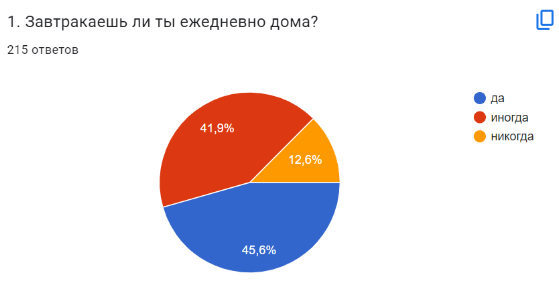 1. Завтракаешь ли ты ежедневно дома?
215 ответов
да
иногда
никогда
41,9%
12,6%
45,6%